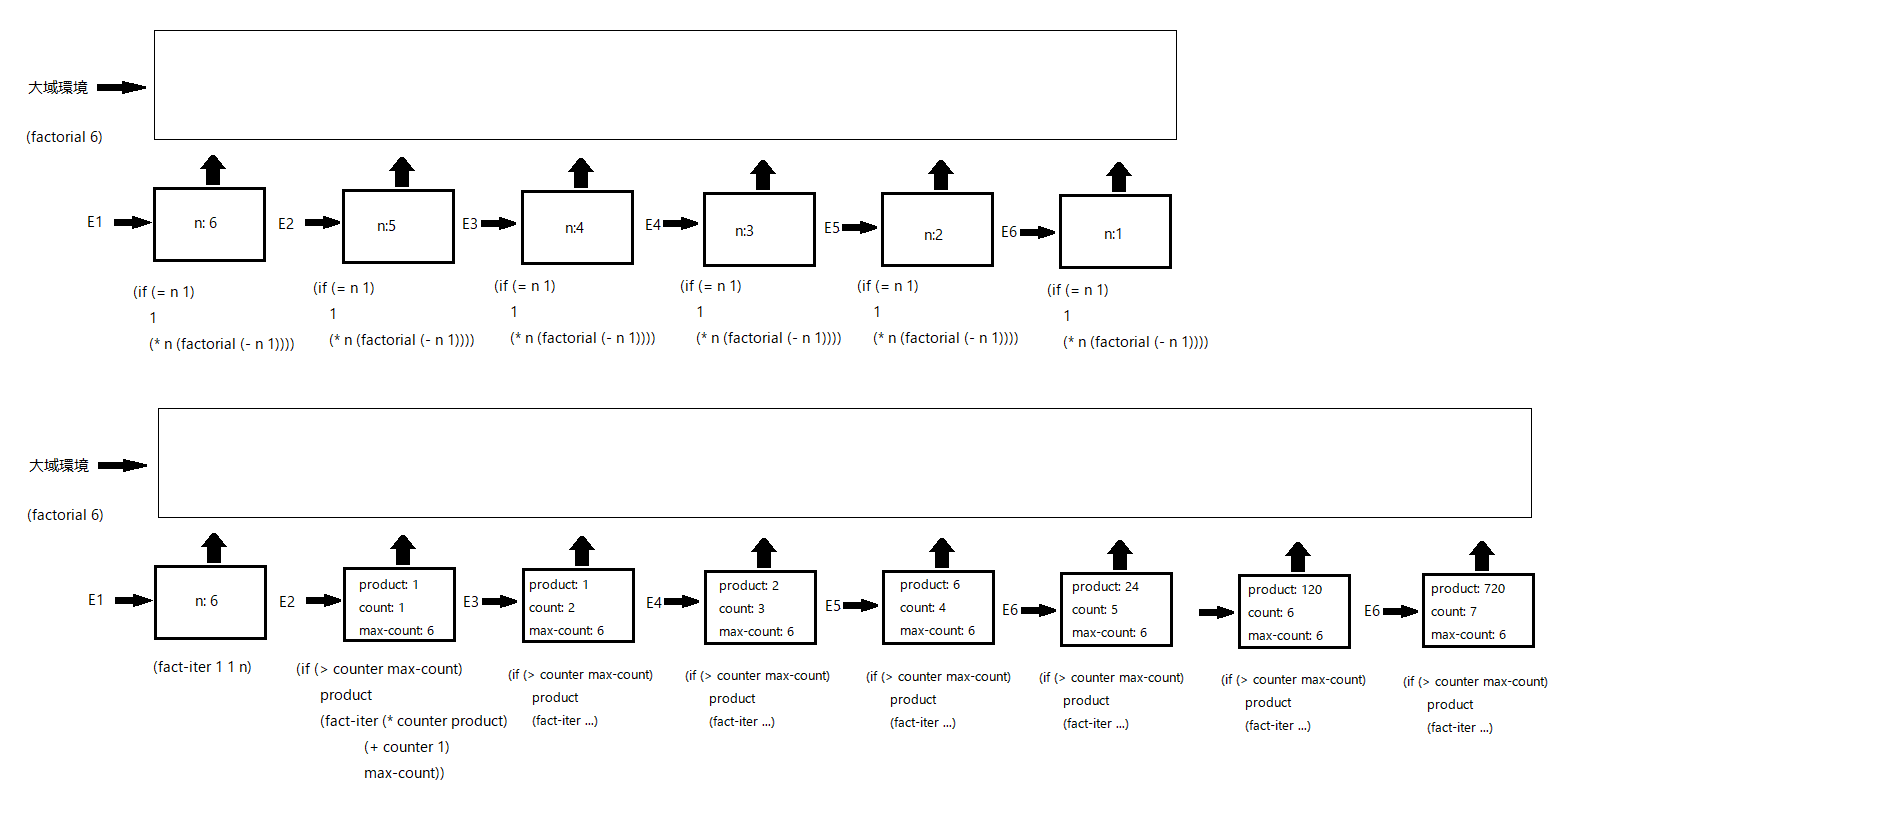 大域環境
(factorial 6)
E1
n: 6
E2
n:5
E3
n:4
E4
n:3
E5
n:2
E6
n:1
(if (= n 1)
1
(* n (factorial (- n 1))))
(if (= n 1)
1
(* n (factorial (- n 1))))
(if (= n 1)
1
(* n (factorial (- n 1))))
(if (= n 1)
1
(* n (factorial (- n 1))))
(if (= n 1)
1
(* n (factorial (- n 1))))
(if (= n 1)
1
(* n (factorial (- n 1))))
大域環境
(factorial 6)
E1
n: 6
E2
product: 1
count: 1
max-count: 6
E3
product: 1
count: 2
max-count: 6
E4
product: 2
count: 3
max-count: 6
E5
product: 6
count: 4
max-count: 6
E6
product: 24
count: 5
max-count: 6
product: 120
count: 6
max-count: 6
E6
product: 720
count: 7
max-count: 6
(fact-iter 1 1 n)
(if (> counter max-count)
product
(fact-iter (* counter product)
(+ counter 1)
max-count))
(if (> counter max-count)
product
(fact-iter ...)
(if (> counter max-count)
product
(fact-iter ...)
(if (> counter max-count)
product
(fact-iter ...)
(if (> counter max-count)
product
(fact-iter ...)
(if (> counter max-count)
product
(fact-iter ...)
(if (> counter max-count)
product
(fact-iter ...)